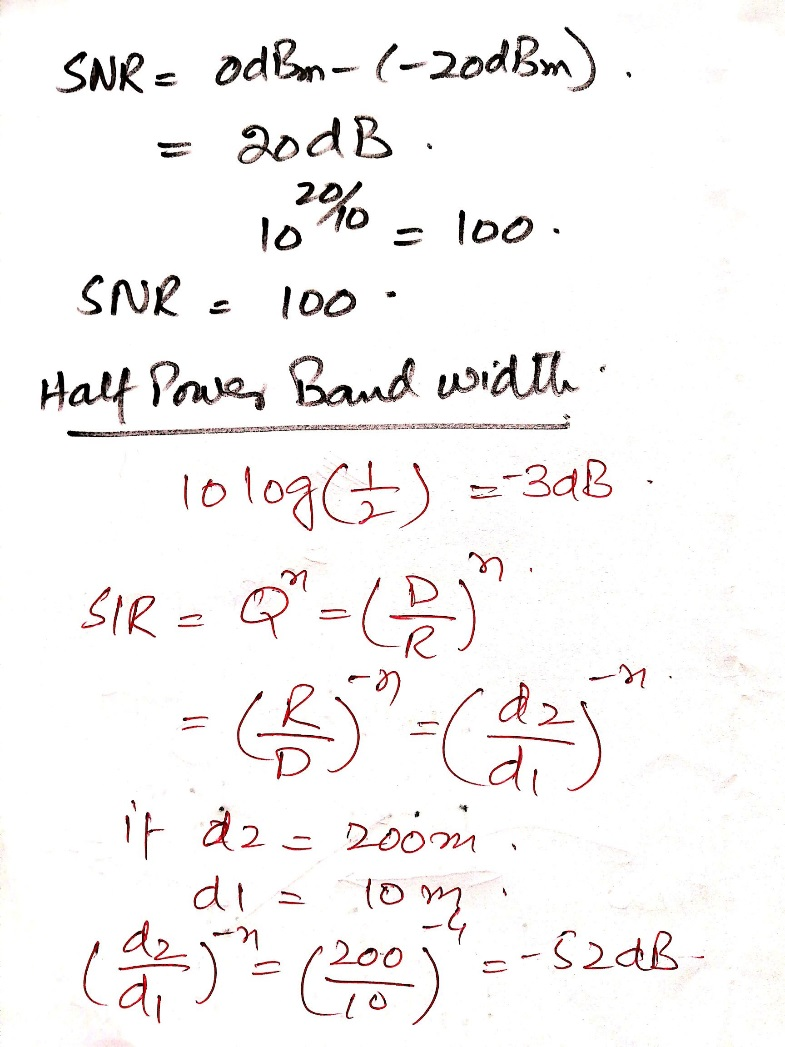 SNR = 0dBm - (-20dBm).
= 20dB.
10^(20/10) = 100.
SNR = 100.
Half Power Band width.
10 log(1/2) = -3dB.
SIR = Q^n = (D/R)^n.
= (R/D)^-n = (d2/d1)^-n.
if d2 = 200m.
d1 = 10m.
(d2/d1)^-n = (200/10)^-4 = -52dB-